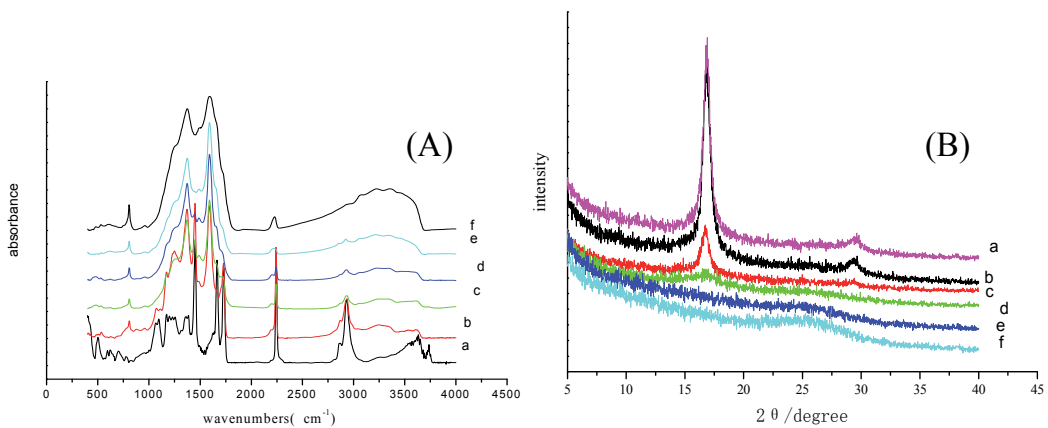 (A)
absorbance
f
e
d
c
b
a
0 500 1000 1500 2000 2500 3000 3500 4000 4500
wavenumbers( cm⁻¹)
(B)
intensity
a
b
c
d
e
f
5 10 15 20 25 30 35 40 45
2 θ /degree